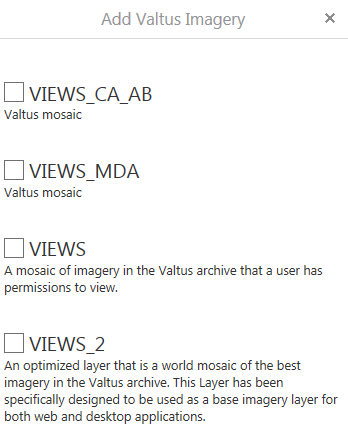 Add Valtus Imagery ×
VIEWS_CA_AB
Valtus mosaic
VIEWS_MDA
Valtus mosaic
VIEWS
A mosaic of imagery in the Valtus archive that a user has
permissions to view.
VIEWS_2
An optimized layer that is a world mosaic of the best
imagery in the Valtus archive. This Layer has been
specifically designed to be used as a base imagery layer for
both web and desktop applications.